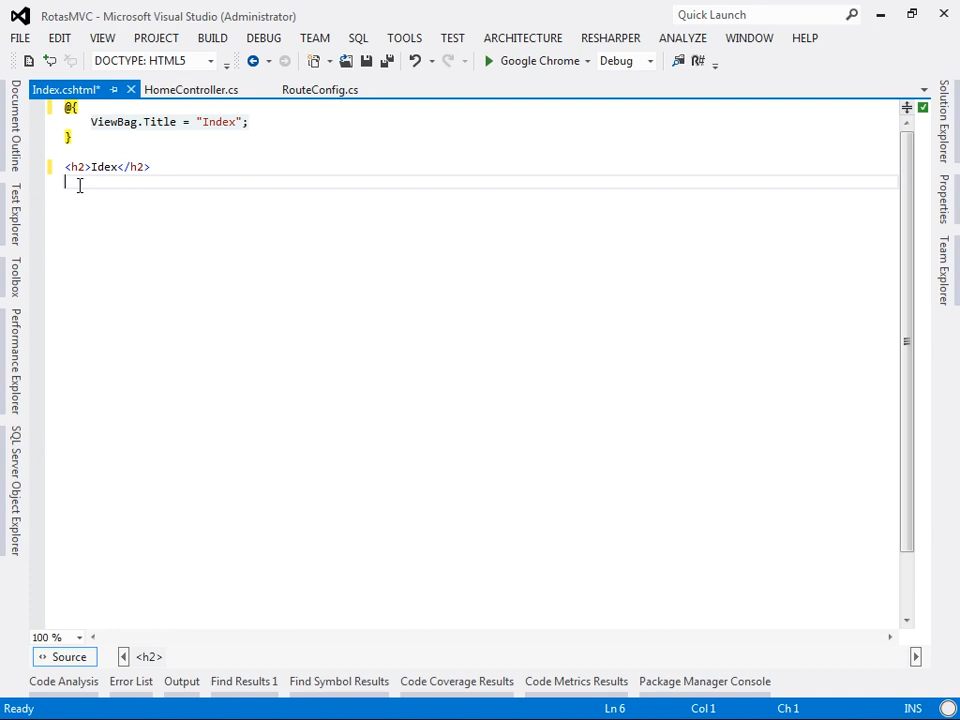 RotasMVC - Microsoft Visual Studio (Administrator)
Quick Launch
FILE EDIT VIEW PROJECT BUILD DEBUG TEAM SQL TOOLS TEST ARCHITECTURE RESHARPER ANALYZE WINDOW HELP
DOCTYPE: HTML5 Google Chrome Debug R#
Index.cshtml* HomeController.cs RouteConfig.cs
@{
ViewBag.Title = "Index";
}
<h2>Idex</h2>
Document Outline
Test Explorer
Toolbox
Performance Explorer
SQL Server Object Explorer
Solution Explorer
Properties
Team Explorer
100 %
Source <h2>
Code Analysis Error List Output Find Results 1 Find Symbol Results Code Coverage Results Code Metrics Results Package Manager Console
Ready Ln 6 Col 1 Ch 1 INS